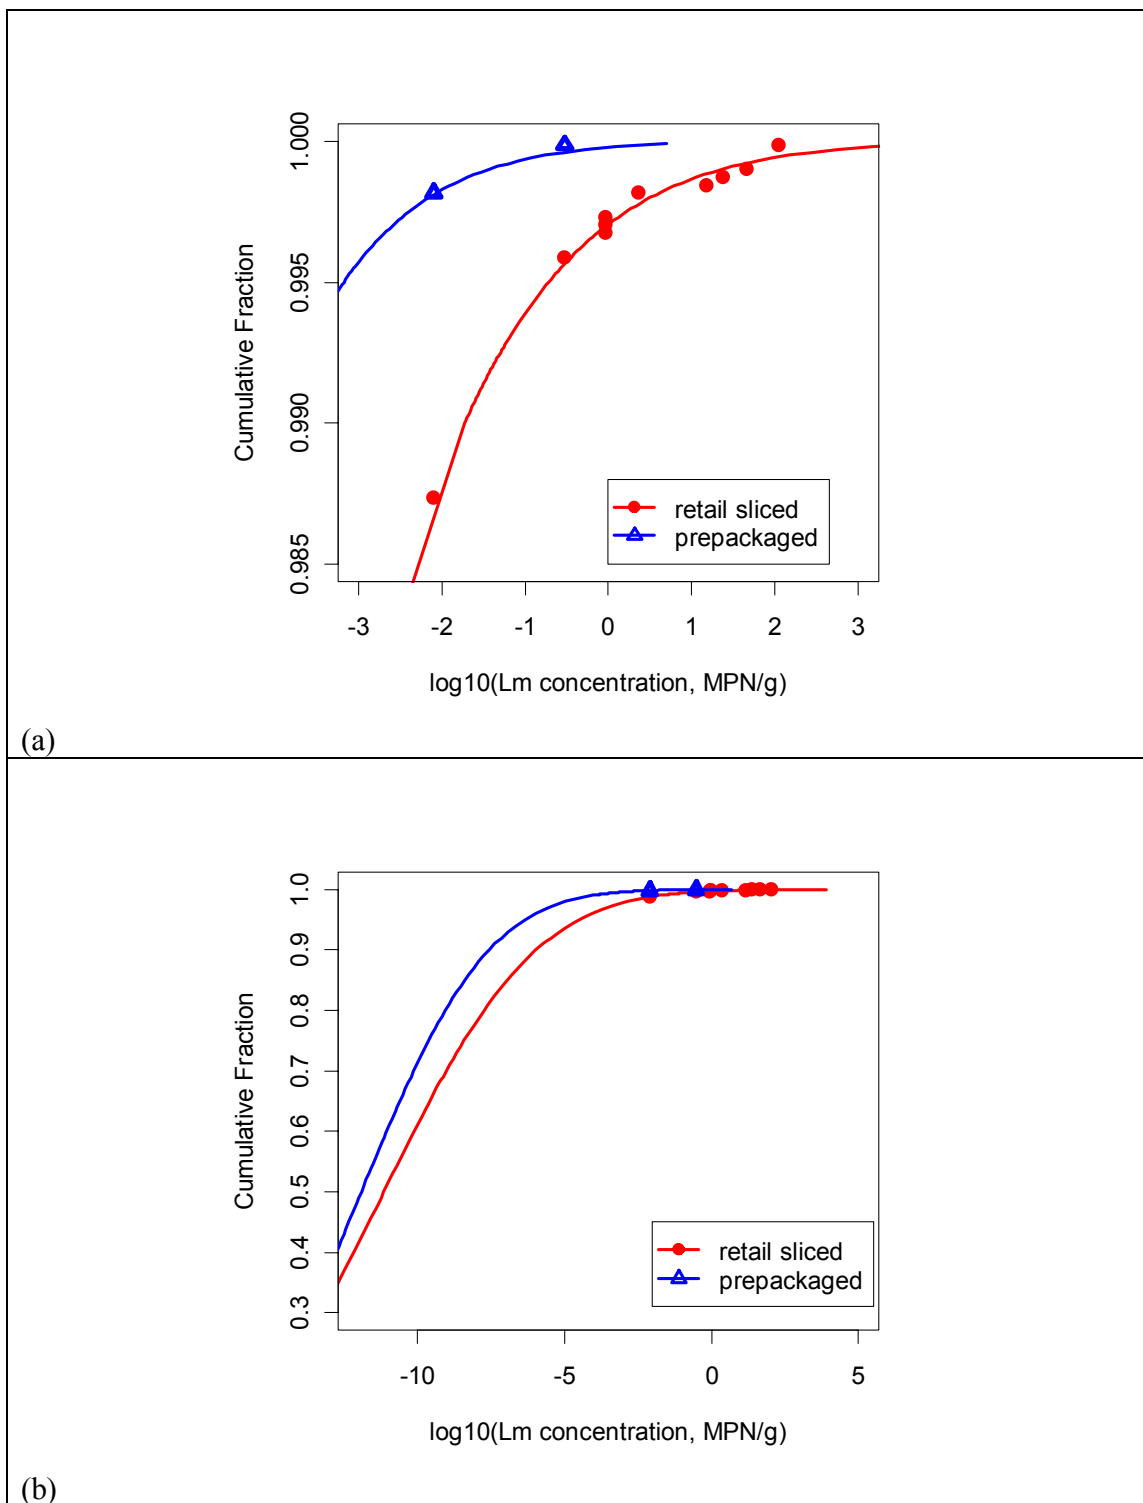 1.000
0.995
0.990
0.985
Cumulative Fraction
retail sliced
prepackaged
-3 -2 -1 0 1 2 3
log10(Lm concentration, MPN/g)
(a)
1.0
0.9
0.8
0.7
0.6
0.5
0.4
0.3
Cumulative Fraction
retail sliced
prepackaged
-10 -5 0 5
log10(Lm concentration, MPN/g)
(b)